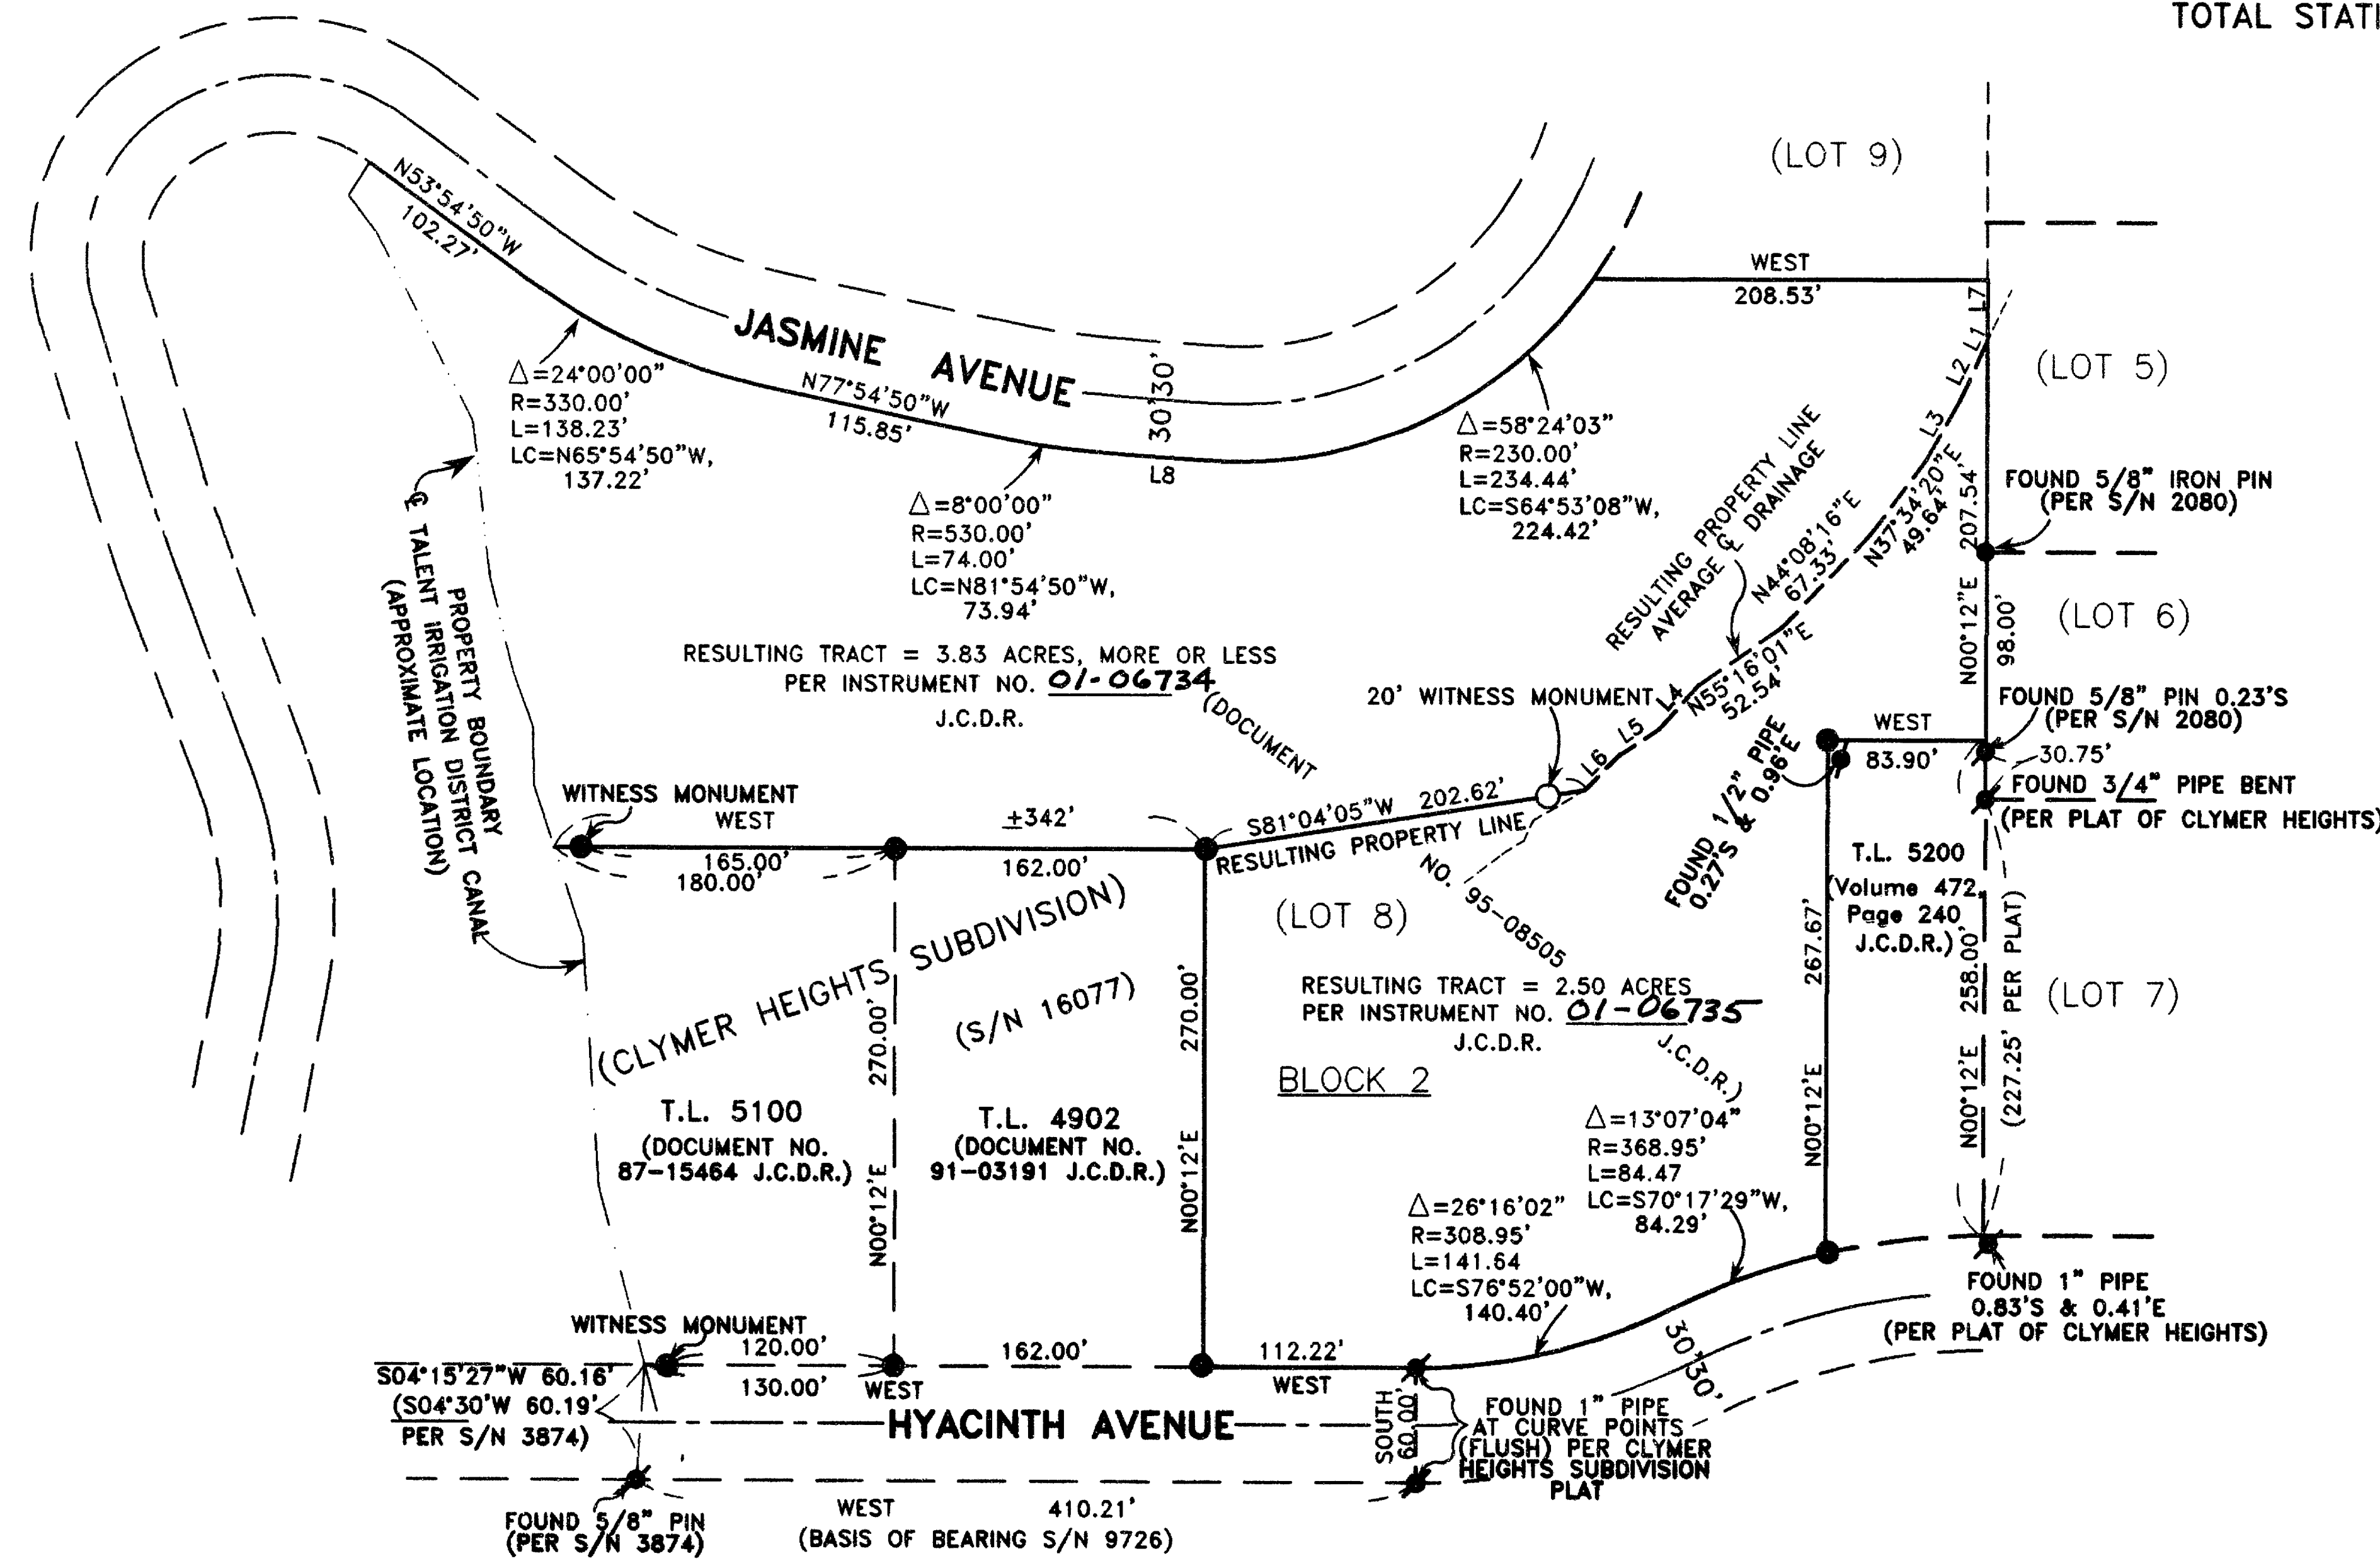 TOTAL STATI
(LOT 9)
N53°54'50"W
102.27'
WEST
208.53'
L7
L1
L2
L3
JASMINE AVENUE
30'30'
(LOT 5)
Δ=24°00'00"
R=330.00'
L=138.23'
LC=N65°54'50"W,
137.22'
N77°54'50"W
115.85'
L8
Δ=58°24'03"
R=230.00'
L=234.44'
LC=S64°53'08"W,
224.42'
Δ=8°00'00"
R=530.00'
L=74.00'
LC=N81°54'50"W,
73.94'
RESULTING PROPERTY LINE
AVERAGE ℄ DRAINAGE
N37°34'20"E
49.64'
207.54'
FOUND 5/8" IRON PIN
(PER S/N 2080)
N44°08'16"E
67.33'
PROPERTY BOUNDARY
℄ TALENT IRRIGATION DISTRICT CANAL
(APPROXIMATE LOCATION)
N00°12"E
98.00'
(LOT 6)
RESULTING TRACT = 3.83 ACRES, MORE OR LESS
PER INSTRUMENT NO. 01-06734
J.C.D.R.
(DOCUMENT
N55°16'01"E
52.54'
20' WITNESS MONUMENT
L4
L5
L6
FOUND 5/8" PIN 0.23'S
(PER S/N 2080)
WEST
83.90'
30.75'
FOUND 3/4" PIPE BENT
(PER PLAT OF CLYMER HEIGHTS)
FOUND 1/2" PIPE
0.27'S & 0.96'E
WITNESS MONUMENT
WEST
±342'
165.00'
180.00'
162.00'
S81°04'05"W 202.62'
RESULTING PROPERTY LINE
NO. 95-08505
T.L. 5200
(Volume 472,
Page 240
J.C.D.R.)
(CLYMER HEIGHTS SUBDIVISION)
(S/N 16077)
(LOT 8)
270.00'
270.00'
267.67'
258.00'
(227.25' PER PLAT)
(LOT 7)
RESULTING TRACT = 2.50 ACRES
PER INSTRUMENT NO. 01-06735
J.C.D.R.
J.C.D.R.)
BLOCK 2
T.L. 5100
(DOCUMENT NO.
87-15464 J.C.D.R.)
N00°12'E
T.L. 4902
(DOCUMENT NO.
91-03191 J.C.D.R.)
N00°12'E
Δ=13°07'04"
R=368.95'
L=84.47
LC=S70°17'29"W,
84.29'
N00°12'E
N00°12'E
Δ=26°16'02"
R=308.95'
L=141.64
LC=S76°52'00"W,
140.40'
FOUND 1" PIPE
0.83'S & 0.41'E
(PER PLAT OF CLYMER HEIGHTS)
WITNESS MONUMENT
120.00'
130.00'
WEST
162.00'
112.22'
WEST
30'30'
S04°15'27"W 60.16'
(S04°30'W 60.19'
PER S/N 3874)
HYACINTH AVENUE
SOUTH
60.00'
FOUND 1" PIPE
AT CURVE POINTS
(FLUSH) PER CLYMER
HEIGHTS SUBDIVISION
PLAT
FOUND 5/8" PIN
(PER S/N 3874)
WEST 410.21'
(BASIS OF BEARING S/N 9726)